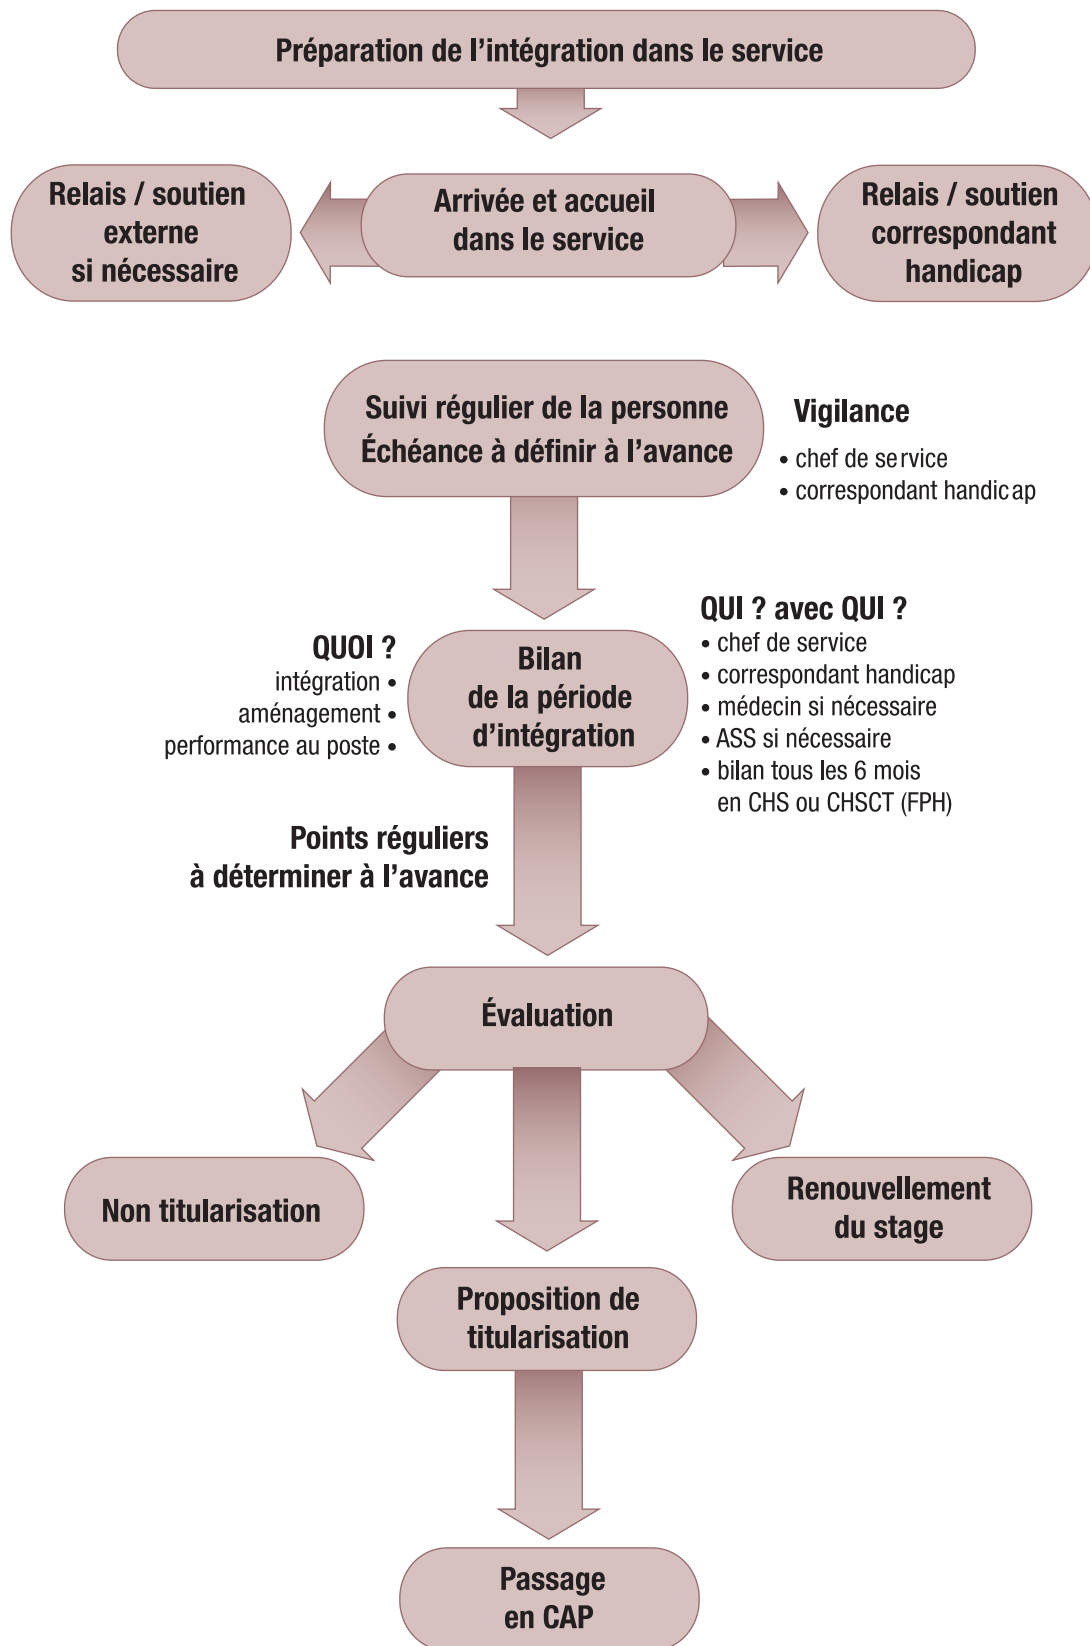 Préparation de l’intégration dans le service
Relais / soutien
externe
si nécessaire
Arrivée et accueil
dans le service
Relais / soutien
correspondant
handicap
Suivi régulier de la personne
Échéance à définir à l’avance
Vigilance
• chef de service
• correspondant handicap
QUOI ?
intégration •
aménagement •
performance au poste •
Bilan
de la période
d’intégration
QUI ? avec QUI ?
• chef de service
• correspondant handicap
• médecin si nécessaire
• ASS si nécessaire
• bilan tous les 6 mois
en CHS ou CHSCT (FPH)
Points réguliers
à déterminer à l’avance
Évaluation
Non titularisation
Renouvellement
du stage
Proposition de
titularisation
Passage
en CAP